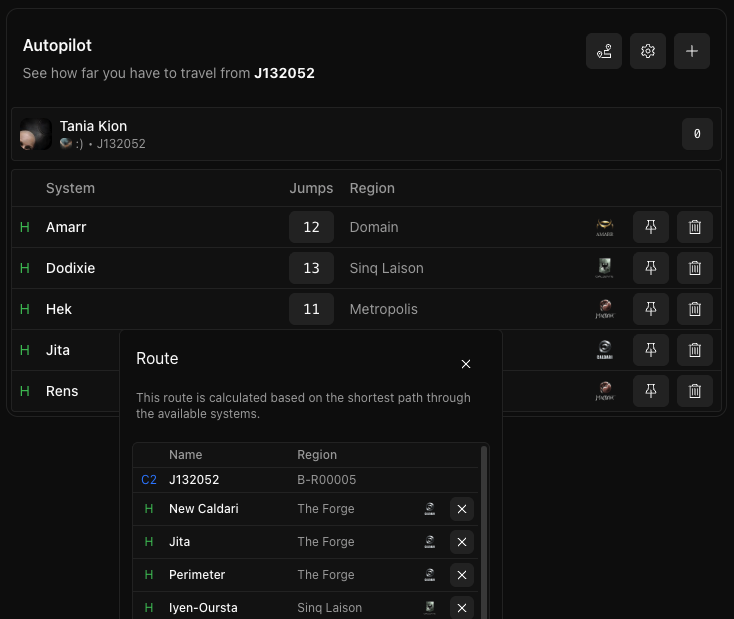 Autopilot
See how far you have to travel from J132052
Tania Kion
:) • J132052
0
System Jumps Region
H Amarr 12 Domain
H Dodixie 13 Sinq Laison
H Hek 11 Metropolis
H Jita
H Rens
Route
This route is calculated based on the shortest path through
the available systems.
Name Region
C2 J132052 B-R00005
H New Caldari The Forge
H Jita The Forge
H Perimeter The Forge
H Iyen-Oursta Sinq Laison